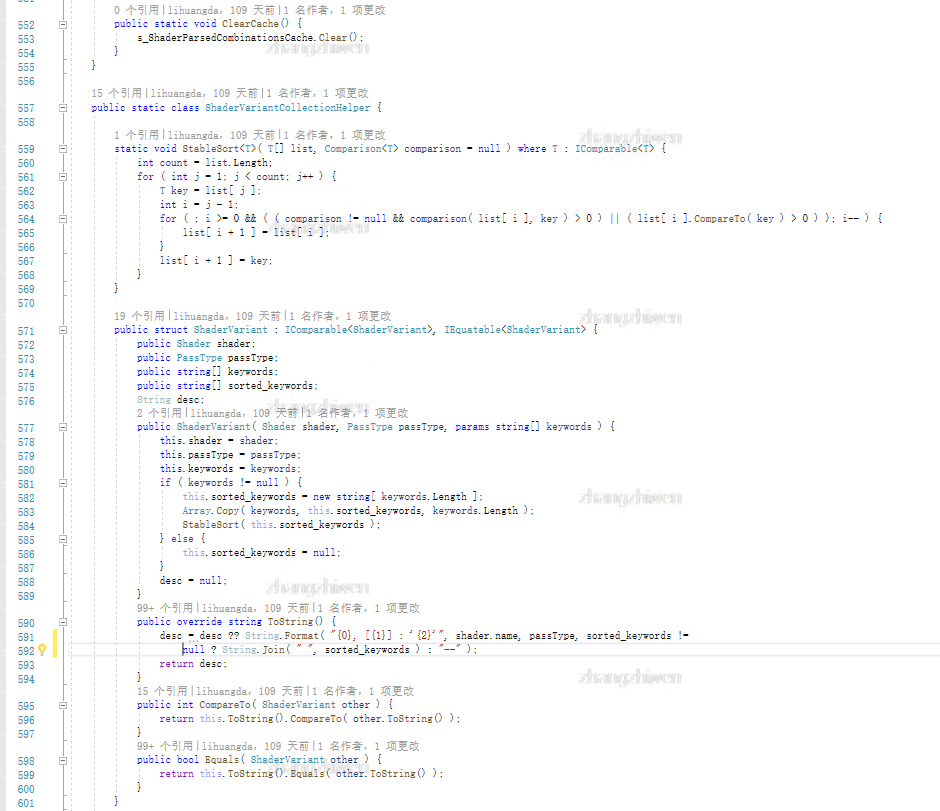 0 个引用|lihuangda，109 天前|1 名作者，1 项更改
552 public static void ClearCache() {
553 s_ShaderParsedCombinationsCache.Clear();
554 }
555 }
556
15 个引用|lihuangda，109 天前|1 名作者，1 项更改
557 public static class ShaderVariantCollectionHelper {
558
1 个引用|lihuangda，109 天前|1 名作者，1 项更改
559 static void StableSort<T>( T[] list, Comparison<T> comparison = null ) where T : IComparable<T> {
560 int count = list.Length;
561 for ( int j = 1; j < count; j++ ) {
562 T key = list[ j ];
563 int i = j - 1;
564 for ( ; i >= 0 && ( ( comparison != null && comparison( list[ i ], key ) > 0 ) || ( list[ i ].CompareTo( key ) > 0 ) ); i-- ) {
565 list[ i + 1 ] = list[ i ];
566 }
567 list[ i + 1 ] = key;
568 }
569 }
570
19 个引用|lihuangda，109 天前|1 名作者，1 项更改
571 public struct ShaderVariant : IComparable<ShaderVariant>, IEquatable<ShaderVariant> {
572 public Shader shader;
573 public PassType passType;
574 public string[] keywords;
575 public string[] sorted_keywords;
576 String desc;
2 个引用|lihuangda，109 天前|1 名作者，1 项更改
577 public ShaderVariant( Shader shader, PassType passType, params string[] keywords ) {
578 this.shader = shader;
579 this.passType = passType;
580 this.keywords = keywords;
581 if ( keywords != null ) {
582 this.sorted_keywords = new string[ keywords.Length ];
583 Array.Copy( keywords, this.sorted_keywords, keywords.Length );
584 StableSort( this.sorted_keywords );
585 } else {
586 this.sorted_keywords = null;
587 }
588 desc = null;
589 }
99+ 个引用|lihuangda，109 天前|1 名作者，1 项更改
590 public override string ToString() {
591 desc = desc ?? String.Format( "{0}, [{1}] : '{2}'", shader.name, passType, sorted_keywords !=
592 null ? String.Join( " ", sorted_keywords ) : "--" );
593 return desc;
594 }
15 个引用|lihuangda，109 天前|1 名作者，1 项更改
595 public int CompareTo( ShaderVariant other ) {
596 return this.ToString().CompareTo( other.ToString() );
597 }
99+ 个引用|lihuangda，109 天前|1 名作者，1 项更改
598 public bool Equals( ShaderVariant other ) {
599 return this.ToString().Equals( other.ToString() );
600 }
601 }
zhangzhiwen
zhangzhiwen
zhangzhiwen
zhangzhiwen
zhangzhiwen
zhangzhiwen
zhangzhiwen
zhangzhiwen
zhangzhiwen